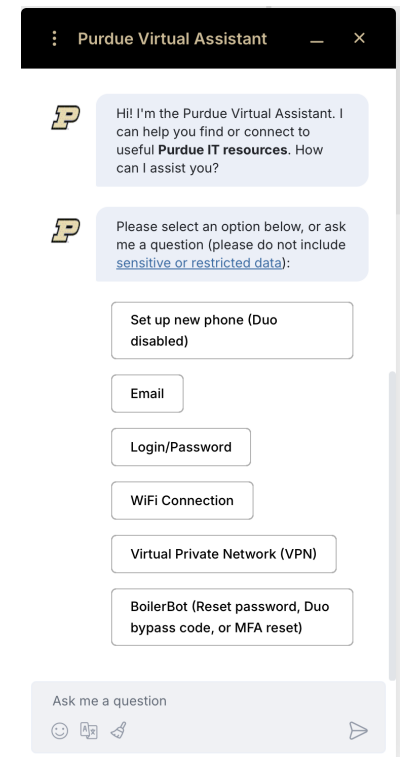 Purdue Virtual Assistant
Hi! I'm the Purdue Virtual Assistant. I
can help you find or connect to
useful Purdue IT resources. How
can I assist you?
Please select an option below, or ask
me a question (please do not include
sensitive or restricted data):
Set up new phone (Duo
disabled)
Email
Login/Password
WiFi Connection
Virtual Private Network (VPN)
BoilerBot (Reset password, Duo
bypass code, or MFA reset)
Ask me a question